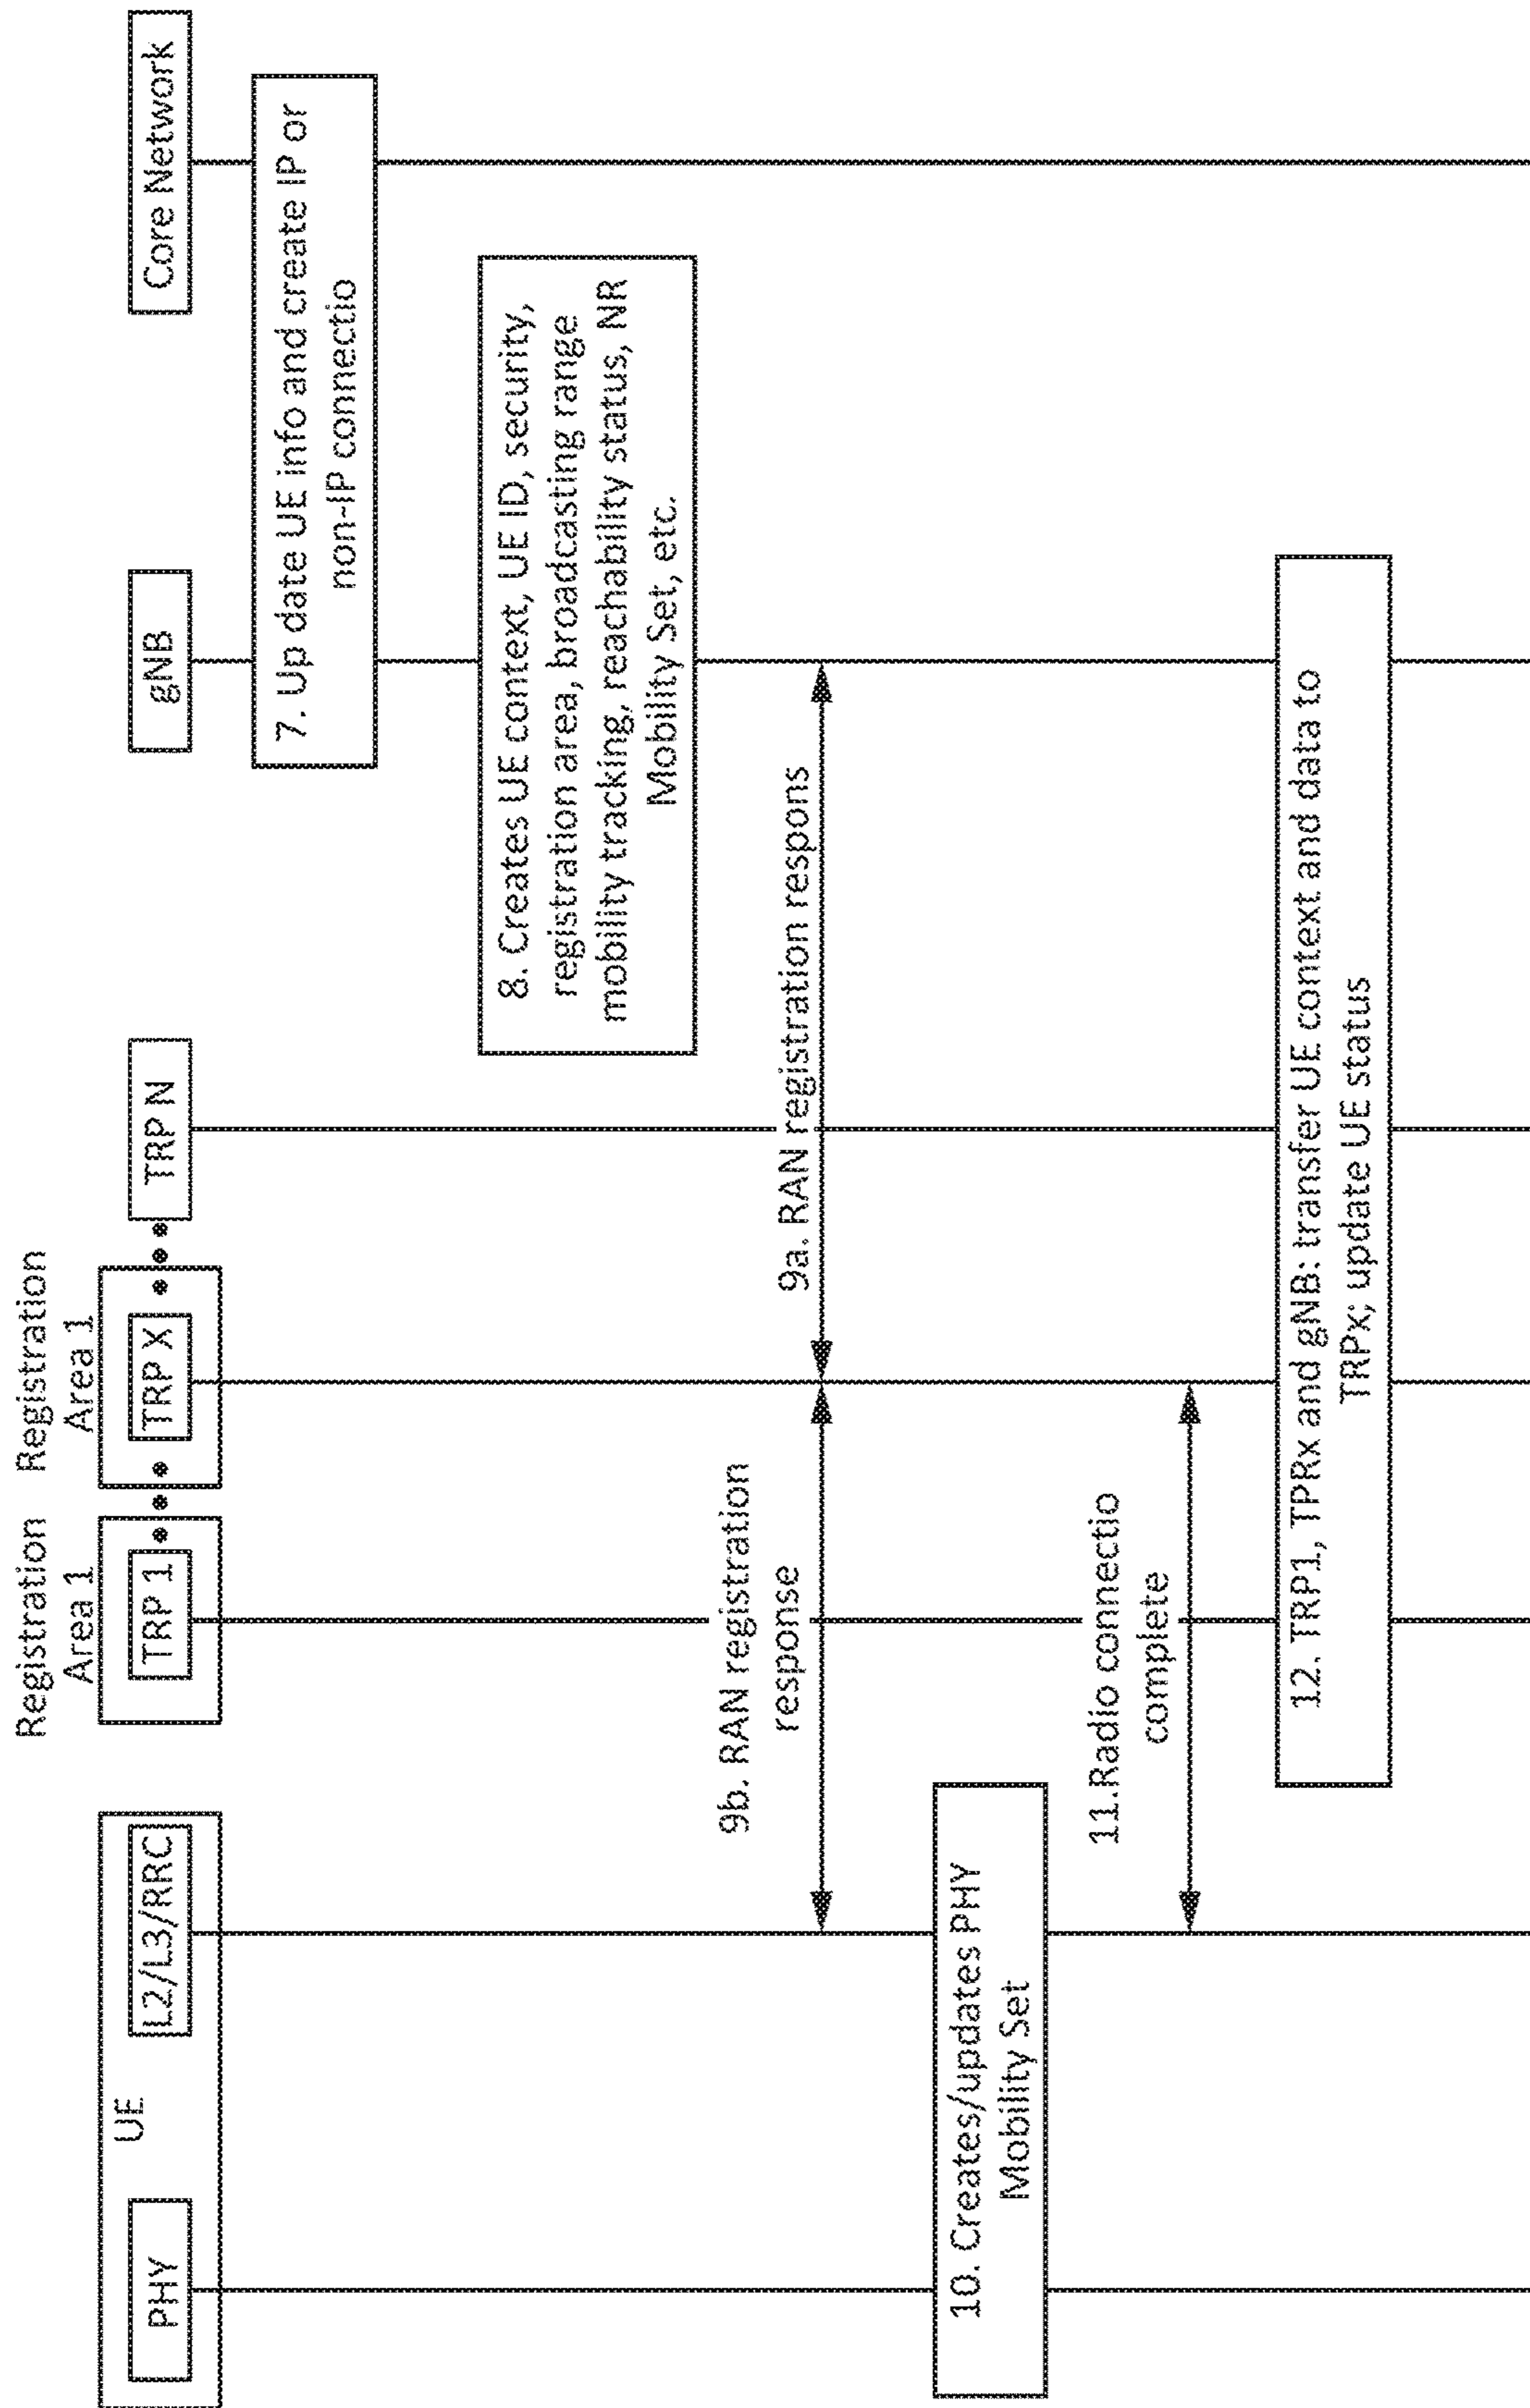 UE
PHY
L2/L3/RRC
Registration
Area 1
TRP 1
Registration
Area 1
TRP X
TRP N
gNB
Core Network
7. Up date UE info and create IP or
non-IP connectio
8. Creates UE context, UE ID, security,
registration area, broadcasting range
mobility tracking, reachability status, NR
Mobility Set, etc.
9a. RAN registration respons
9b. RAN registration
response
10. Creates/updates PHY
Mobility Set
11.Radio connectio
complete
12. TRP1, TPRx and gNB: transfer UE context and data to
TRPx; update UE status